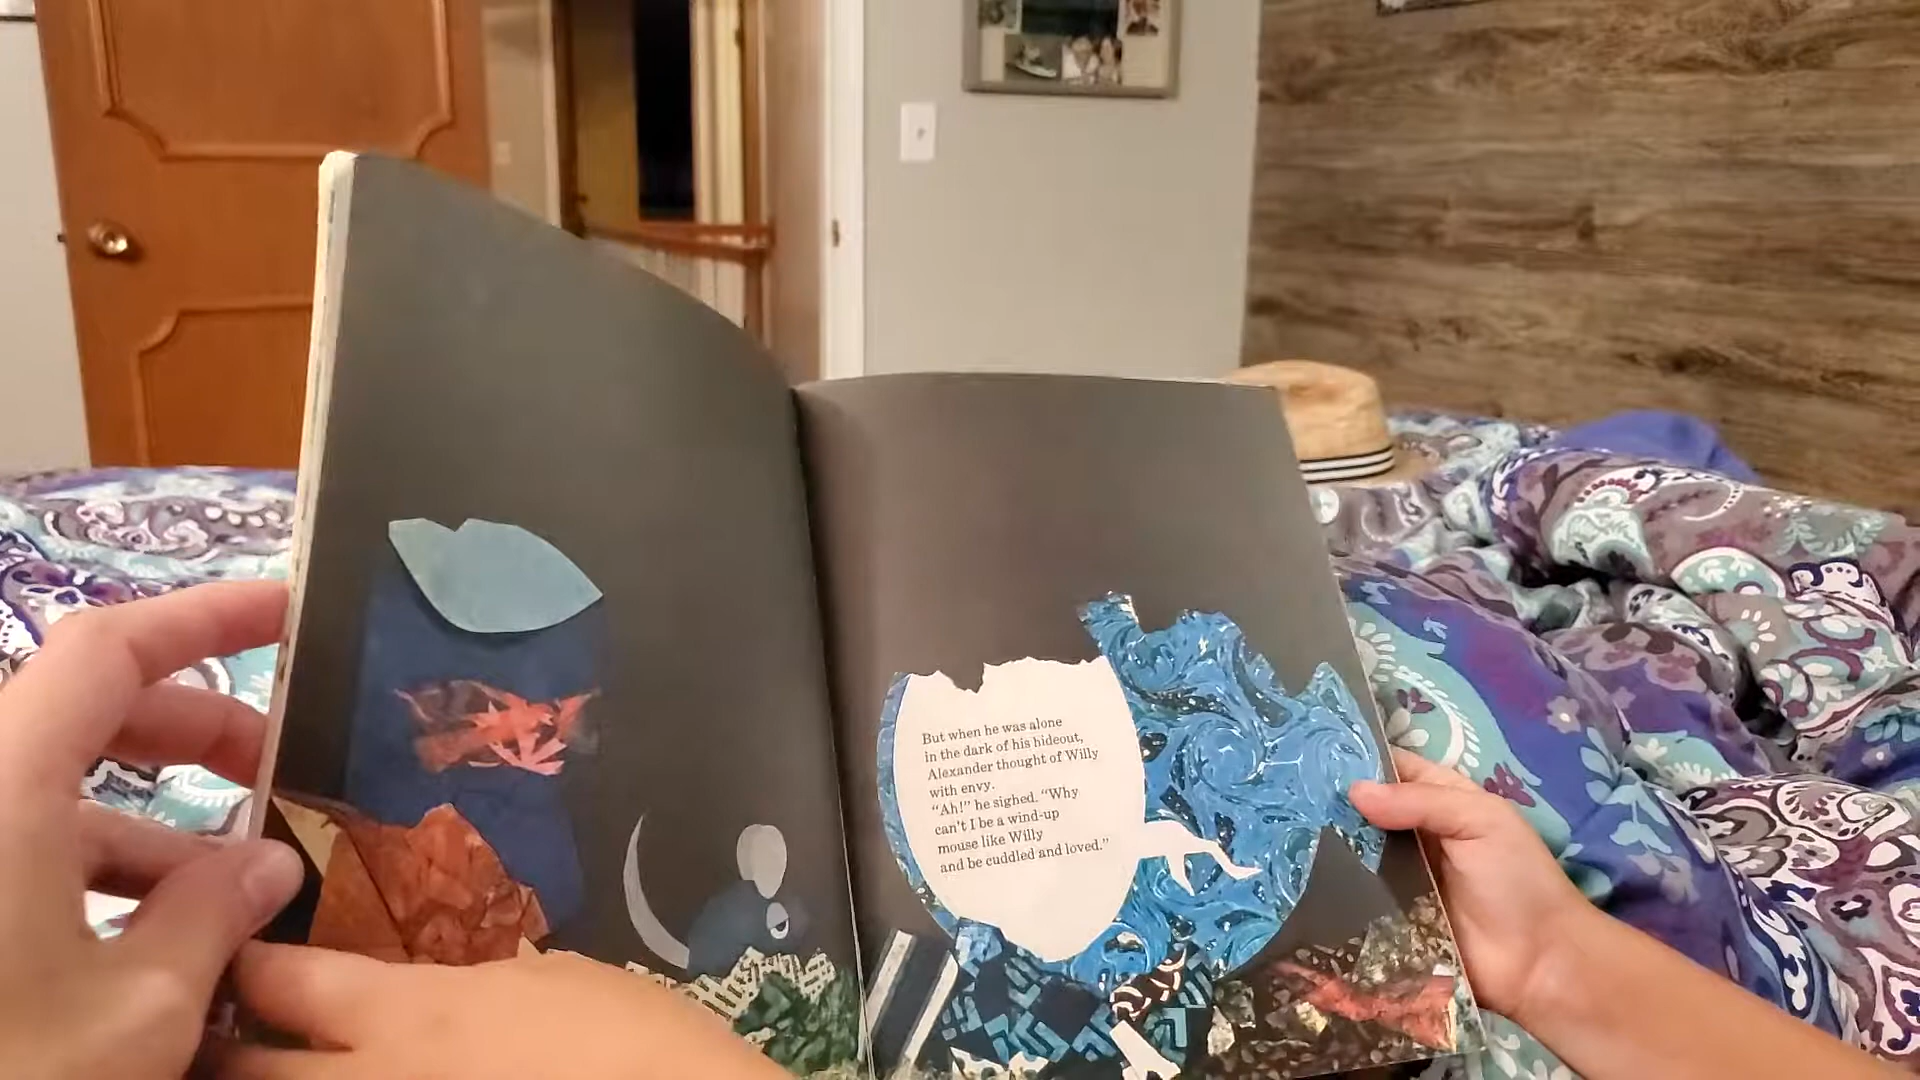 But when he was alone
in the dark of his hideout,
Alexander thought of Willy
with envy.
“Ah!” he sighed. “Why
can’t I be a wind-up
mouse like Willy
and be cuddled and loved.”